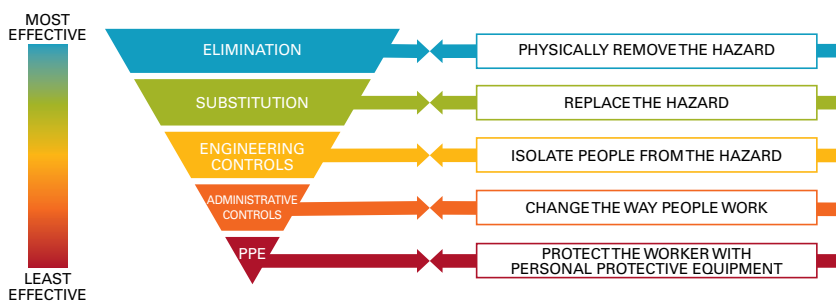 MOST
EFFECTIVE
ELIMINATION
PHYSICALLY REMOVE THE HAZARD
SUBSTITUTION
REPLACE THE HAZARD
ENGINEERING
CONTROLS
ISOLATE PEOPLE FROM THE HAZARD
ADMINISTRATIVE
CONTROLS
CHANGE THE WAY PEOPLE WORK
PPE
PROTECT THE WORKER WITH
PERSONAL PROTECTIVE EQUIPMENT
LEAST
EFFECTIVE